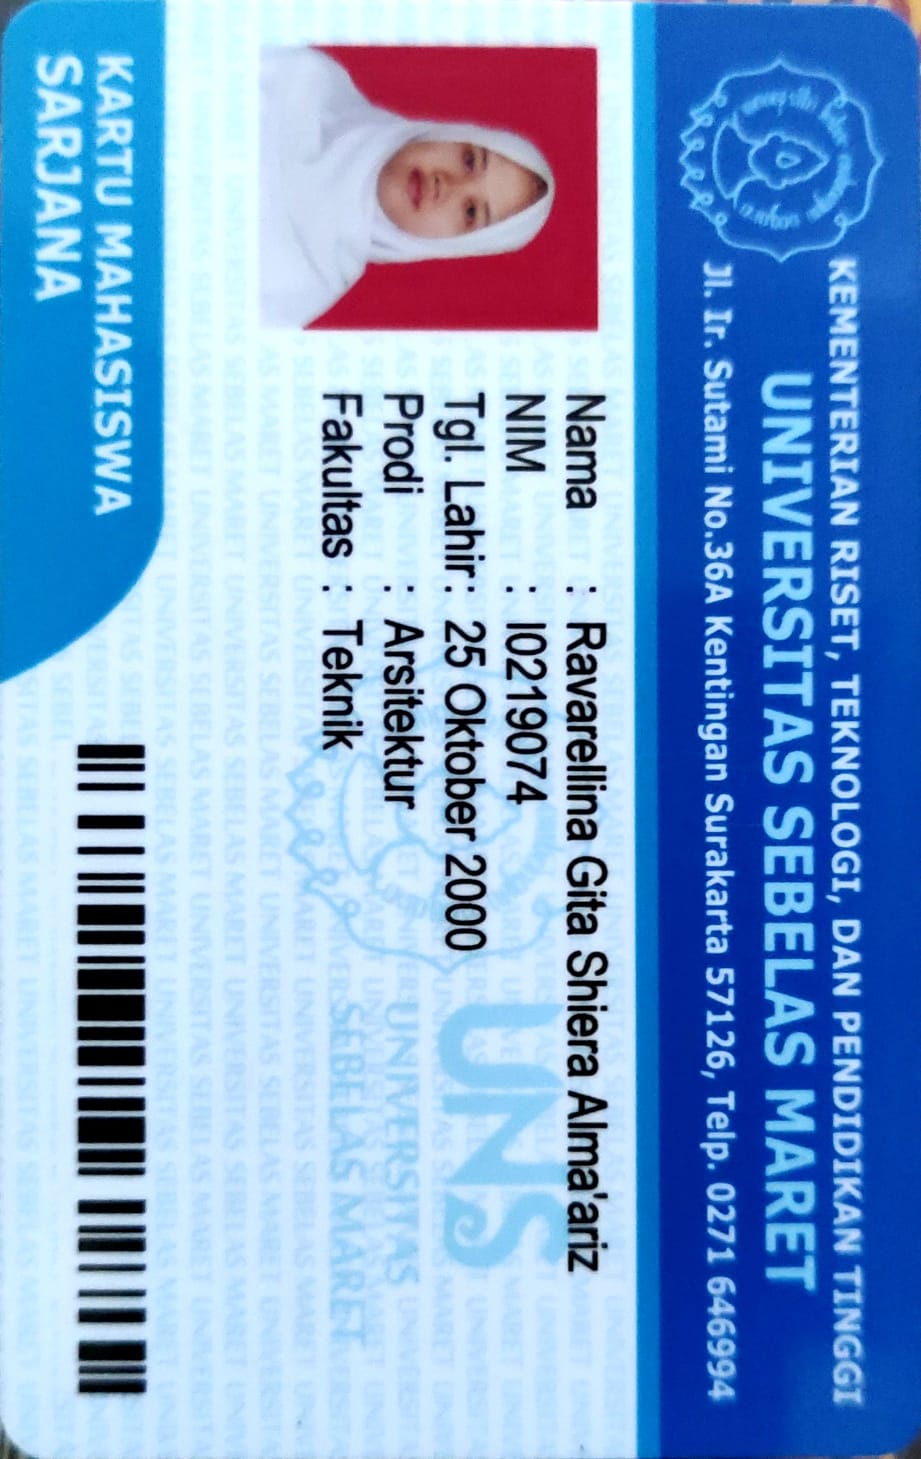 KEMENTERIAN RISET, TEKNOLOGI, DAN PENDIDIKAN TINGGI
UNIVERSITAS SEBELAS MARET
Jl. Ir. Sutami No.36A Kentingan Surakarta 57126, Telp. 0271 646994
Nama : Ravarellina Gita Shiera Alma'ariz
NIM : I0219074
Tgl. Lahir : 25 Oktober 2000
Prodi : Arsitektur
Fakultas : Teknik
UNS
UNIVERSITAS
SEBELAS MARET
KARTU MAHASISWA
SARJANA